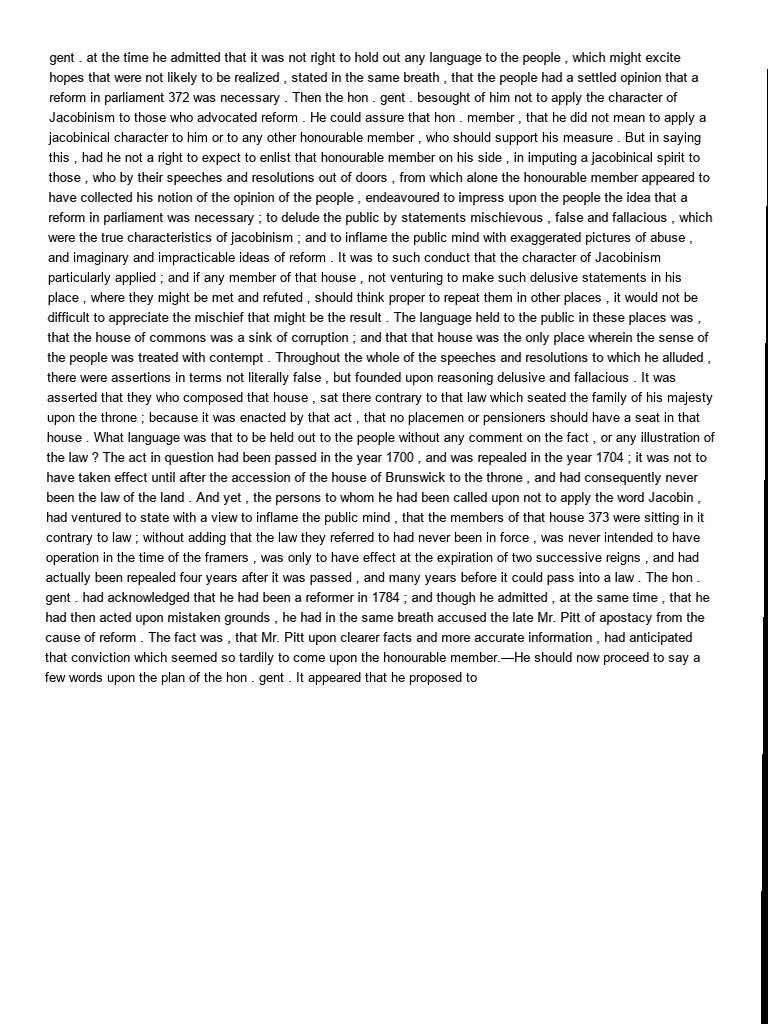 gent . at the time he admitted that it was not right to hold out any language to the people , which might excite
hopes that were not likely to be realized , stated in the same breath , that the people had a settled opinion that a
reform in parliament 372 was necessary . Then the hon . gent . besought of him not to apply the character of
Jacobinism to those who advocated reform . He could assure that hon . member , that he did not mean to apply a
jacobinical character to him or to any other honourable member , who should support his measure . But in saying
this , had he not a right to expect to enlist that honourable member on his side , in imputing a jacobinical spirit to
those , who by their speeches and resolutions out of doors , from which alone the honourable member appeared to
have collected his notion of the opinion of the people , endeavoured to impress upon the people the idea that a
reform in parliament was necessary ; to delude the public by statements mischievous , false and fallacious , which
were the true characteristics of jacobinism ; and to inflame the public mind with exaggerated pictures of abuse ,
and imaginary and impracticable ideas of reform . It was to such conduct that the character of Jacobinism
particularly applied ; and if any member of that house , not venturing to make such delusive statements in his
place , where they might be met and refuted , should think proper to repeat them in other places , it would not be
difficult to appreciate the mischief that might be the result . The language held to the public in these places was ,
that the house of commons was a sink of corruption ; and that that house was the only place wherein the sense of
the people was treated with contempt . Throughout the whole of the speeches and resolutions to which he alluded ,
there were assertions in terms not literally false , but founded upon reasoning delusive and fallacious . It was
asserted that they who composed that house , sat there contrary to that law which seated the family of his majesty
upon the throne ; because it was enacted by that act , that no placemen or pensioners should have a seat in that
house . What language was that to be held out to the people without any comment on the fact , or any illustration of
the law ? The act in question had been passed in the year 1700 , and was repealed in the year 1704 ; it was not to
have taken effect until after the accession of the house of Brunswick to the throne , and had consequently never
been the law of the land . And yet , the persons to whom he had been called upon not to apply the word Jacobin ,
had ventured to state with a view to inflame the public mind , that the members of that house 373 were sitting in it
contrary to law ; without adding that the law they referred to had never been in force , was never intended to have
operation in the time of the framers , was only to have effect at the expiration of two successive reigns , and had
actually been repealed four years after it was passed , and many years before it could pass into a law . The hon .
gent . had acknowledged that he had been a reformer in 1784 ; and though he admitted , at the same time , that he
had then acted upon mistaken grounds , he had in the same breath accused the late Mr. Pitt of apostacy from the
cause of reform . The fact was , that Mr. Pitt upon clearer facts and more accurate information , had anticipated
that conviction which seemed so tardily to come upon the honourable member.—He should now proceed to say a
few words upon the plan of the hon . gent . It appeared that he proposed to